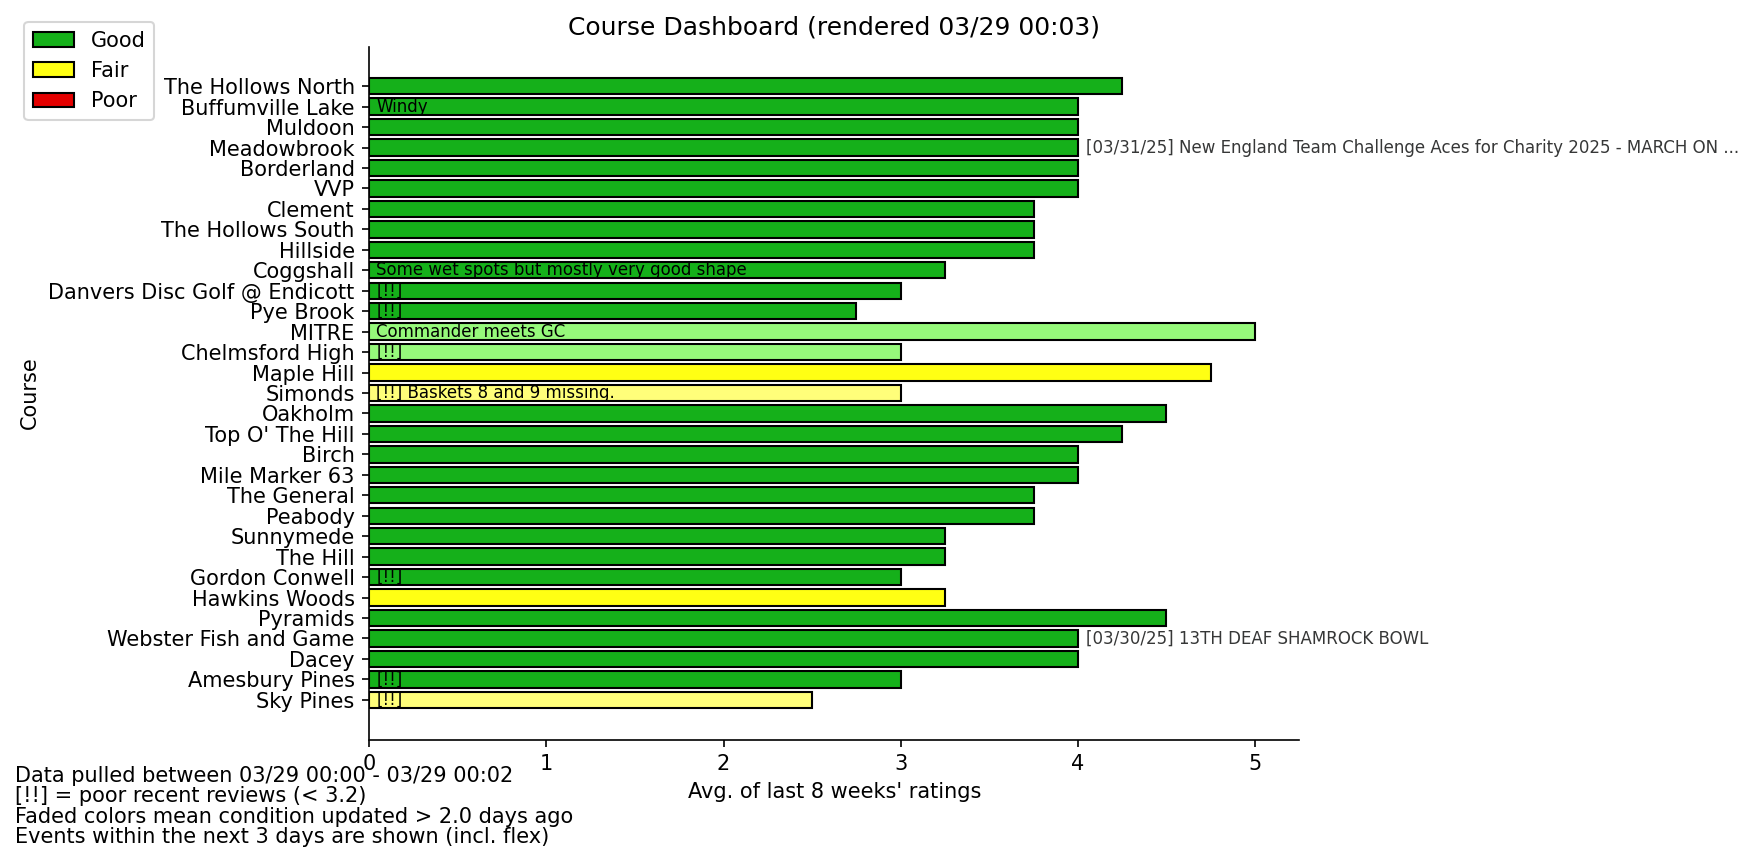 Course Dashboard (rendered 03/29 00:03)
Good
Fair
Poor
The Hollows North
Buffumville Lake Windy
Muldoon
Meadowbrook [03/31/25] New England Team Challenge Aces for Charity 2025 - MARCH ON ...
Borderland
VVP
Clement
The Hollows South
Hillside
Coggshall Some wet spots but mostly very good shape
Danvers Disc Golf @ Endicott [!!]
Pye Brook [!!]
MITRE Commander meets GC
Chelmsford High [!!]
Maple Hill
Simonds [!!] Baskets 8 and 9 missing.
Oakholm
Top O' The Hill
Birch
Mile Marker 63
The General
Peabody
Sunnymede
The Hill
Gordon Conwell [!!]
Hawkins Woods
Pyramids
Webster Fish and Game [03/30/25] 13TH DEAF SHAMROCK BOWL
Dacey
Amesbury Pines [!!]
Sky Pines [!!]
Course
0 1 2 3 4 5
Avg. of last 8 weeks' ratings
Data pulled between 03/29 00:00 - 03/29 00:02
[!!] = poor recent reviews (< 3.2)
Faded colors mean condition updated > 2.0 days ago
Events within the next 3 days are shown (incl. flex)